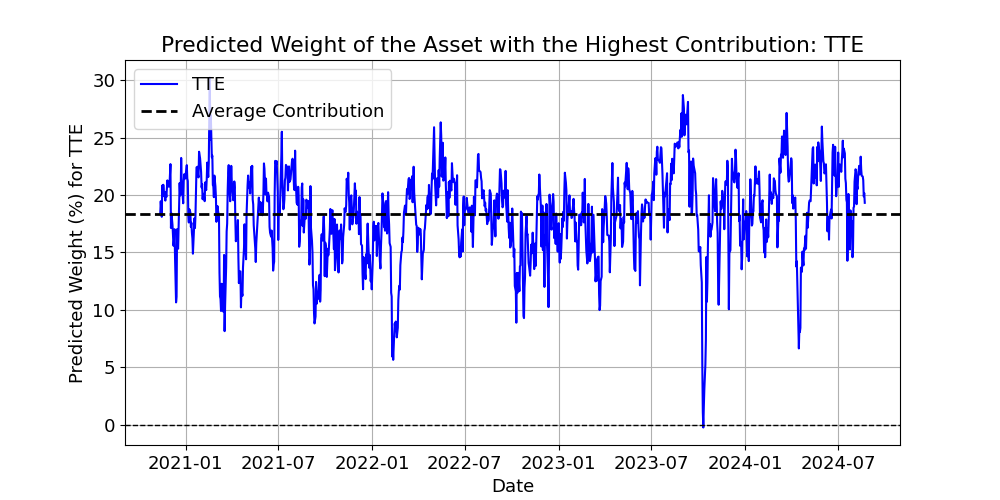 Predicted Weight of the Asset with the Highest Contribution: TTE
TTE
Average Contribution
Predicted Weight (%) for TTE
30
25
20
15
10
5
0
2021-01 2021-07 2022-01 2022-07 2023-01 2023-07 2024-01 2024-07
Date